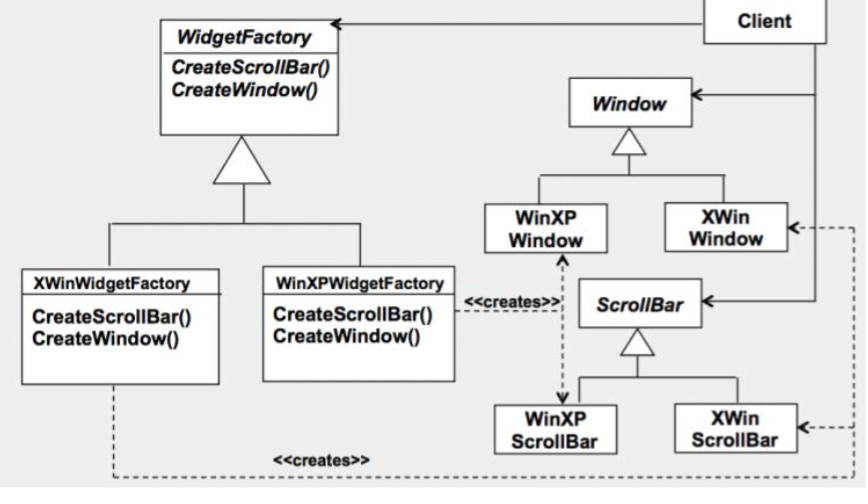 Client
WidgetFactory
CreateScrollBar()
CreateWindow()
Window
WinXP
Window
XWin
Window
XWinWidgetFactory
CreateScrollBar()
CreateWindow()
WinXPWidgetFactory
CreateScrollBar()
CreateWindow()
<<creates>>
ScrollBar
WinXP
ScrollBar
XWin
ScrollBar
<<creates>>